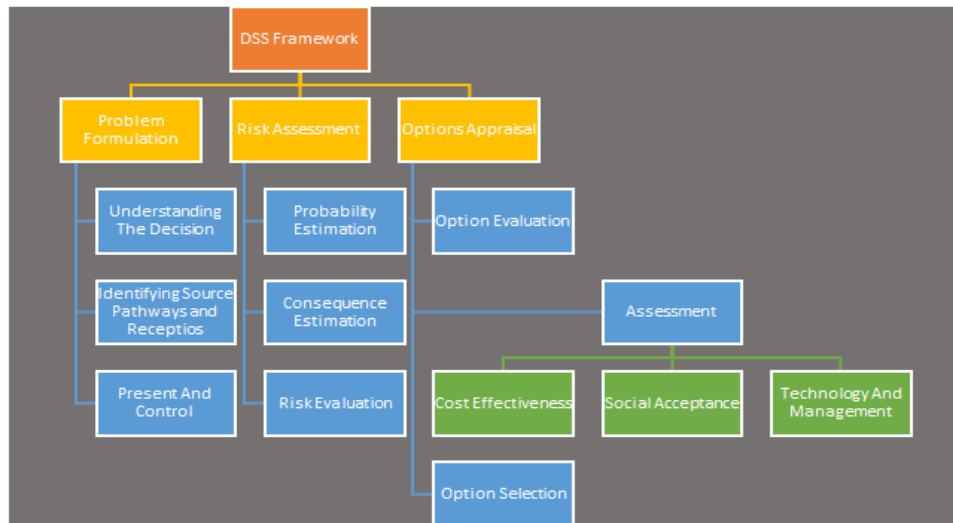 DSS Framework
Problem
Formulation
Risk Assessment
Options Appraisal
Understanding
The Decision
Probability
Estimation
Option Evaluation
Identifying Source
Pathways and
Receptios
Consequence
Estimation
Assessment
Present And
Control
Risk Evaluation
Cost Effectiveness
Social Acceptance
Technology And
Management
Option Selection